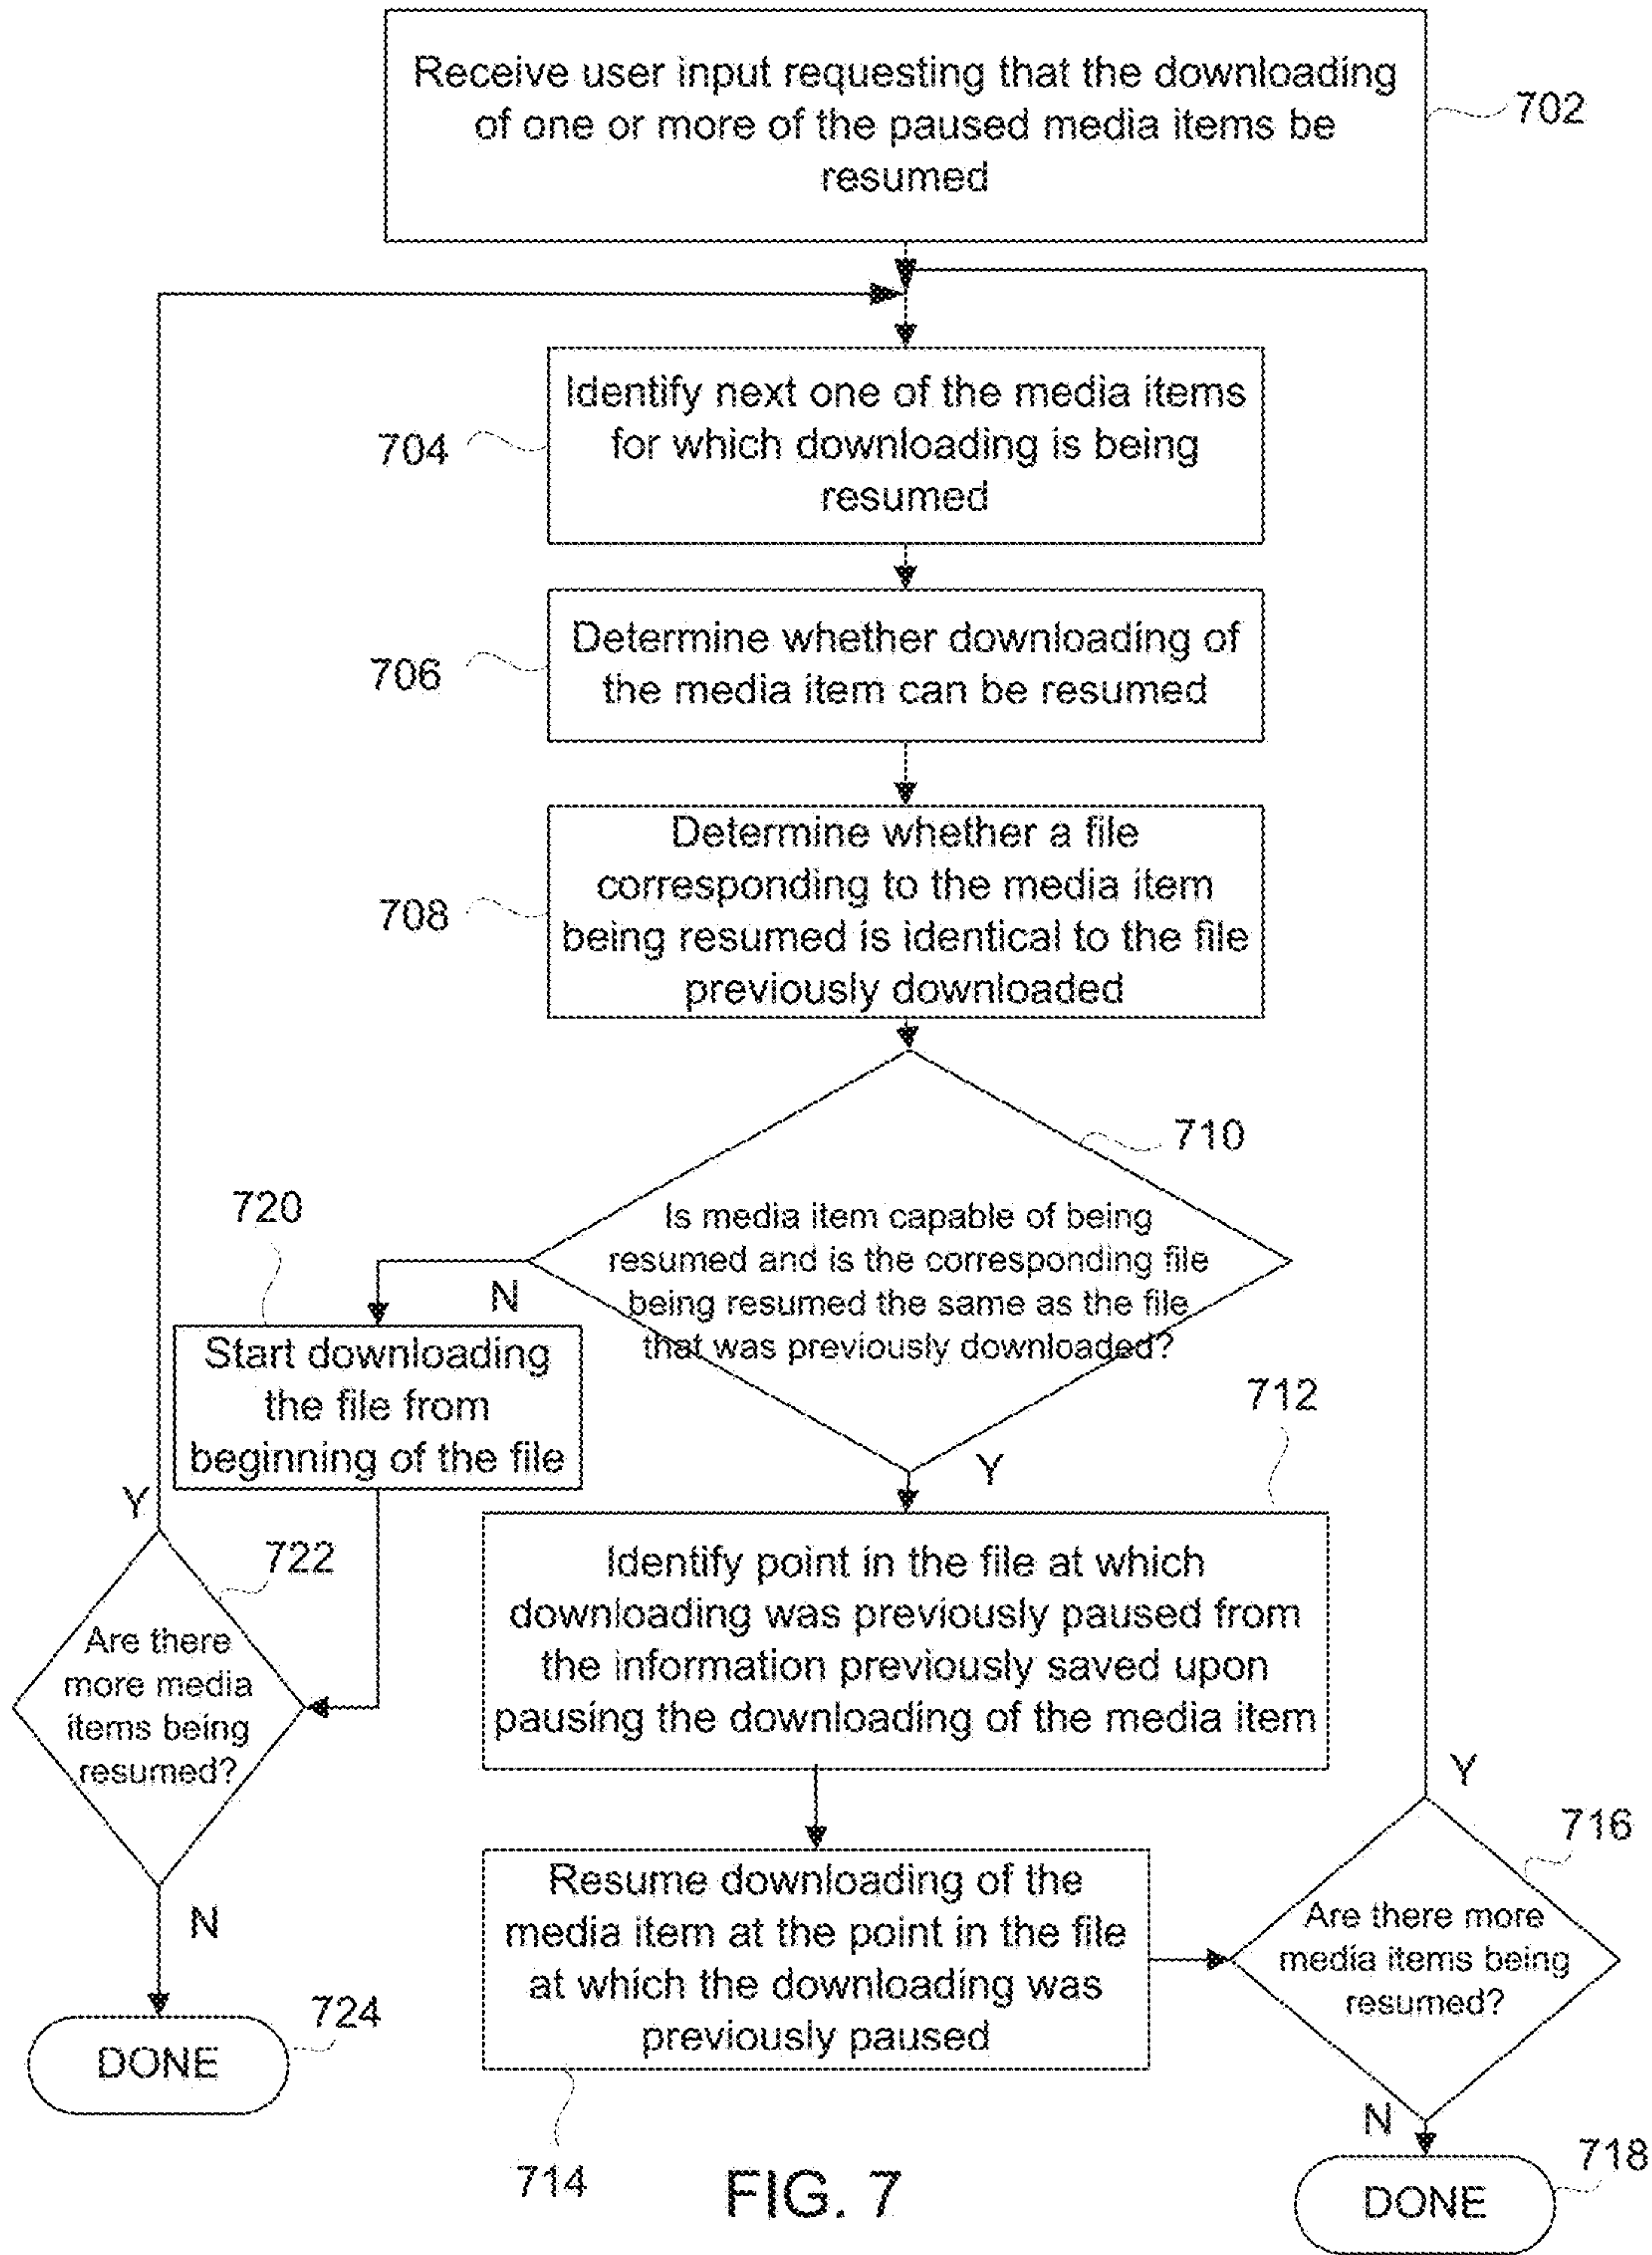 Receive user input requesting that the downloading
of one or more of the paused media items be
resumed
702
Identify next one of the media items
for which downloading is being
resumed
704
Determine whether downloading of
the media item can be resumed
706
Determine whether a file
corresponding to the media item
being resumed is identical to the file
previously downloaded
708
710
Is media item capable of being
resumed and is the corresponding file
being resumed the same as the file
that was previously downloaded?
N
Y
720
Start downloading
the file from
beginning of the file
Y
722
Are there
more media
items being
resumed?
N
DONE
724
712
Identify point in the file at which
downloading was previously paused from
the information previously saved upon
pausing the downloading of the media item
Resume downloading of the
media item at the point in the file
at which the downloading was
previously paused
714
Y
716
Are there more
media items being
resumed?
N
DONE
718
FIG. 7